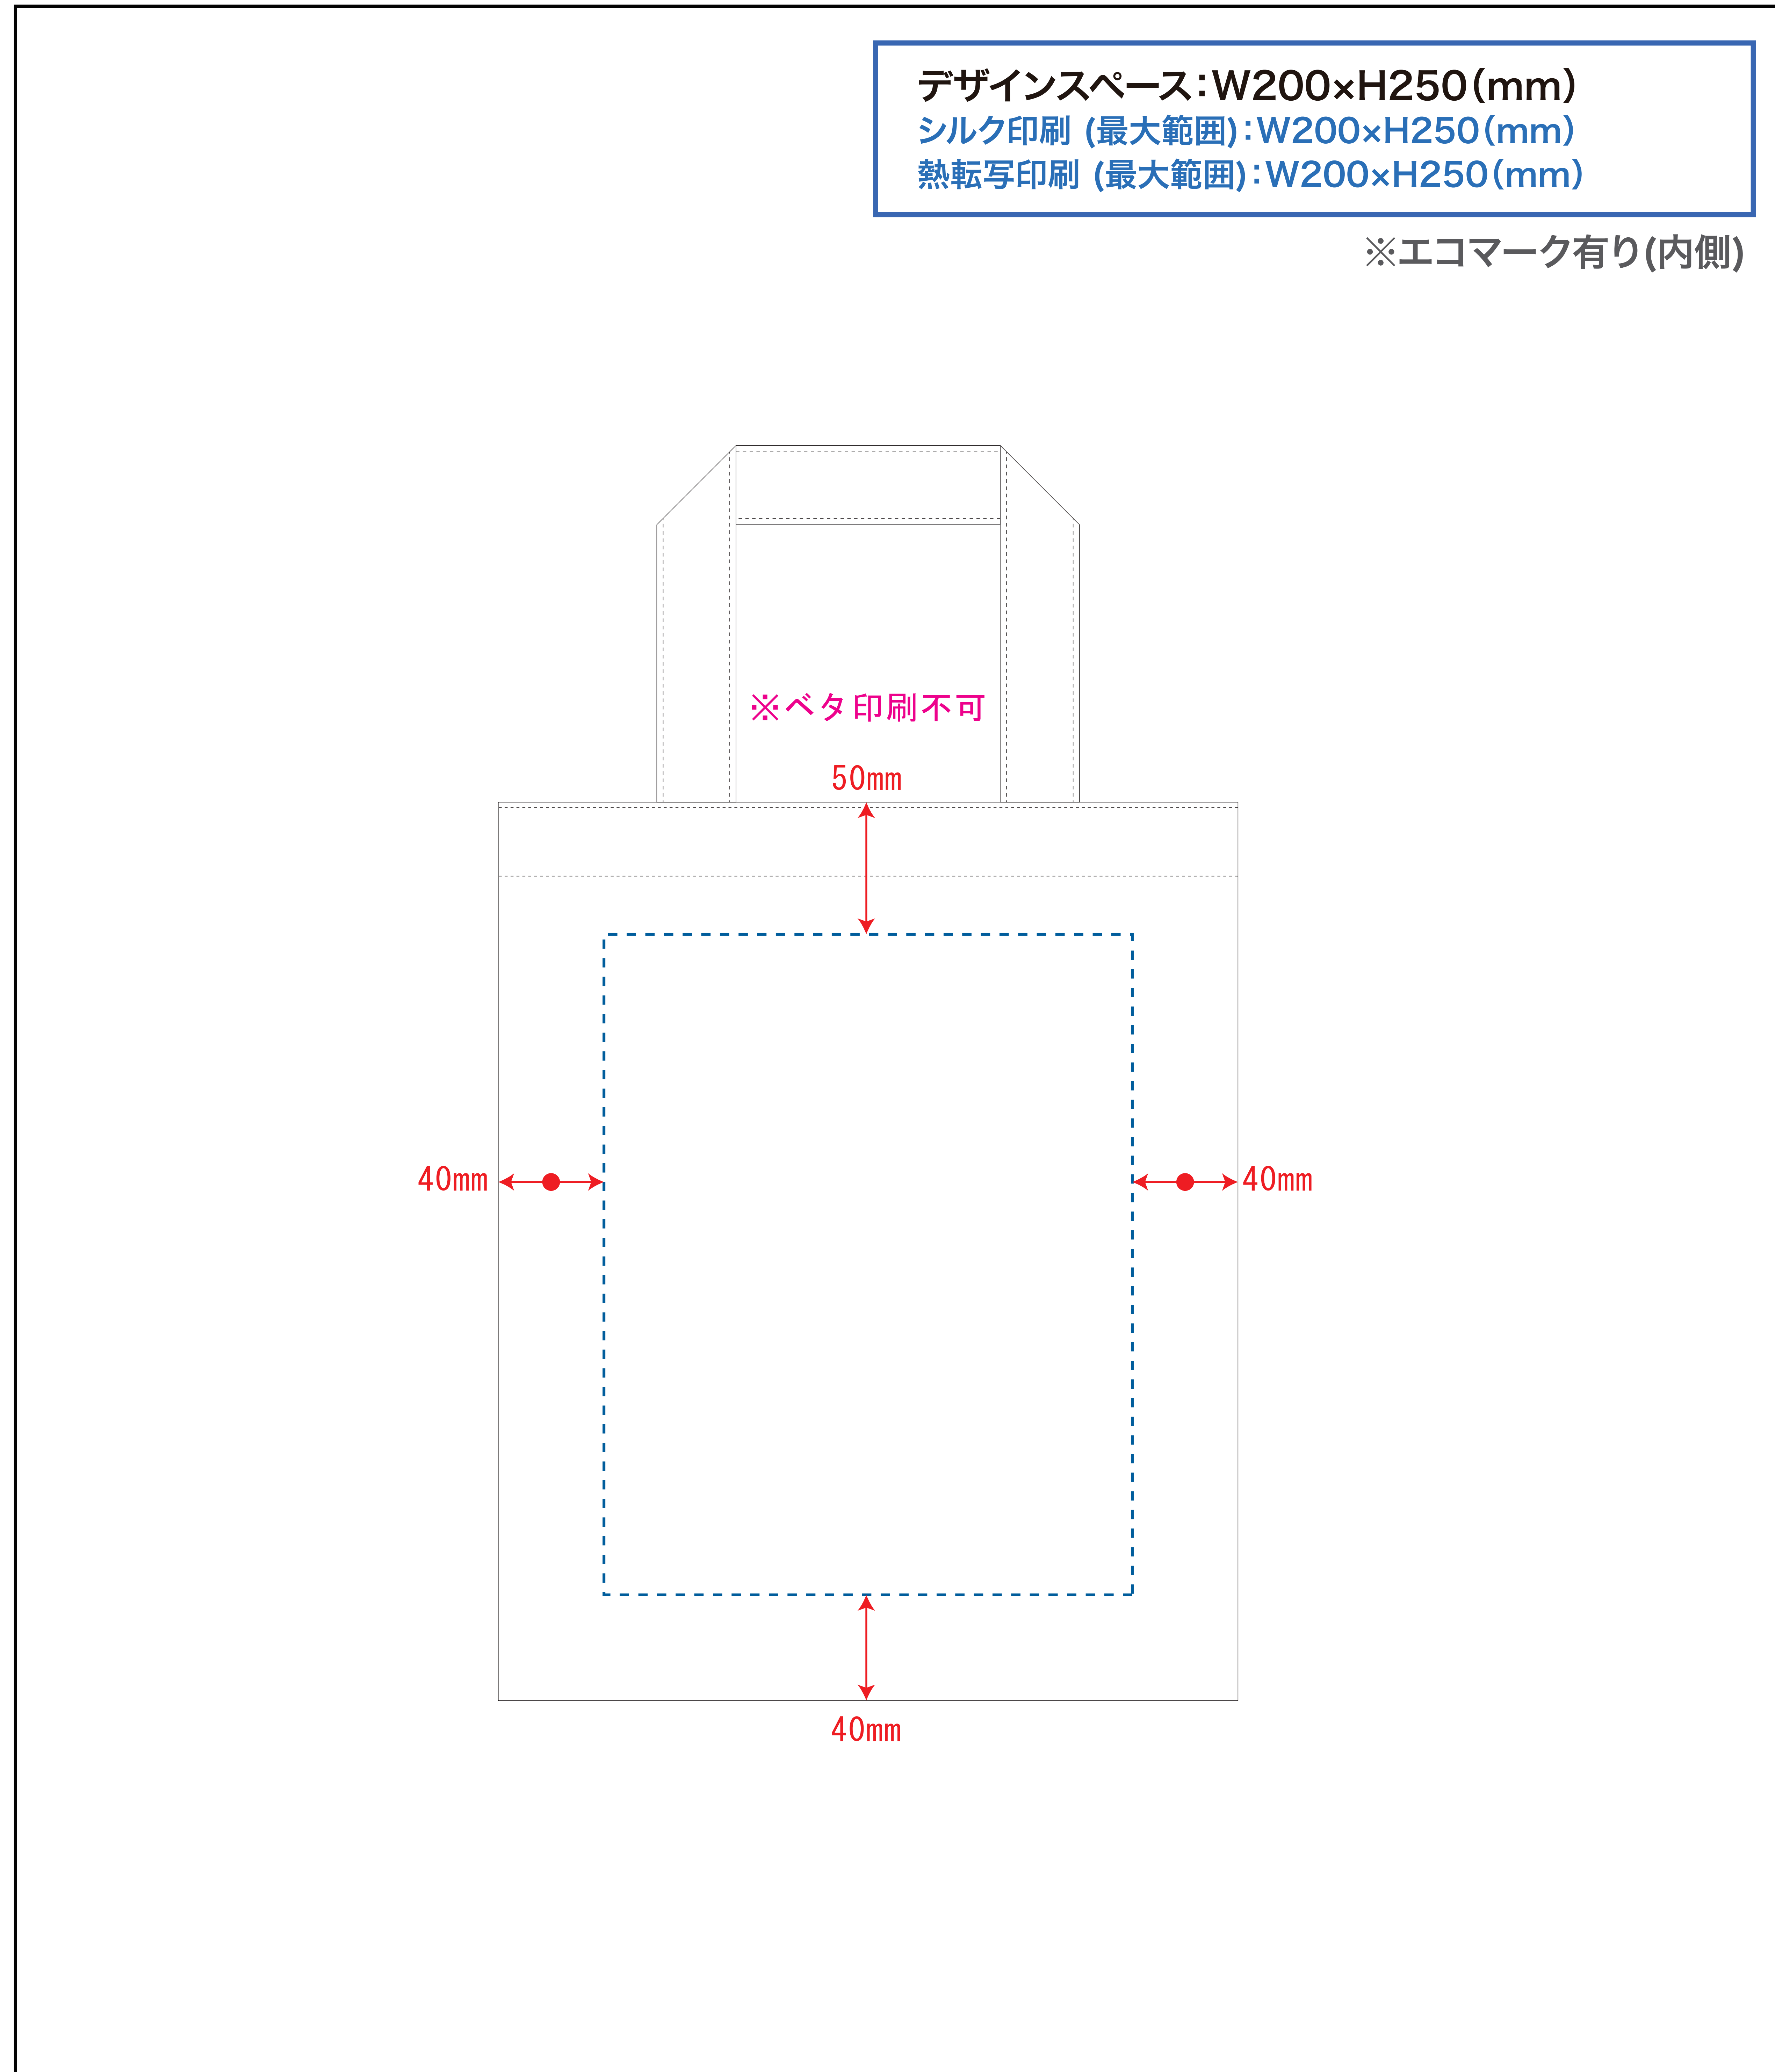 デザインスペース：W200×H250（mm）
シルク印刷 (最大範囲)：W200×H250（mm）
熱転写印刷 (最大範囲)：W200×H250（mm）
※エコマーク有り(内側)
※ベタ印刷不可
50mm
40mm
40mm
40mm